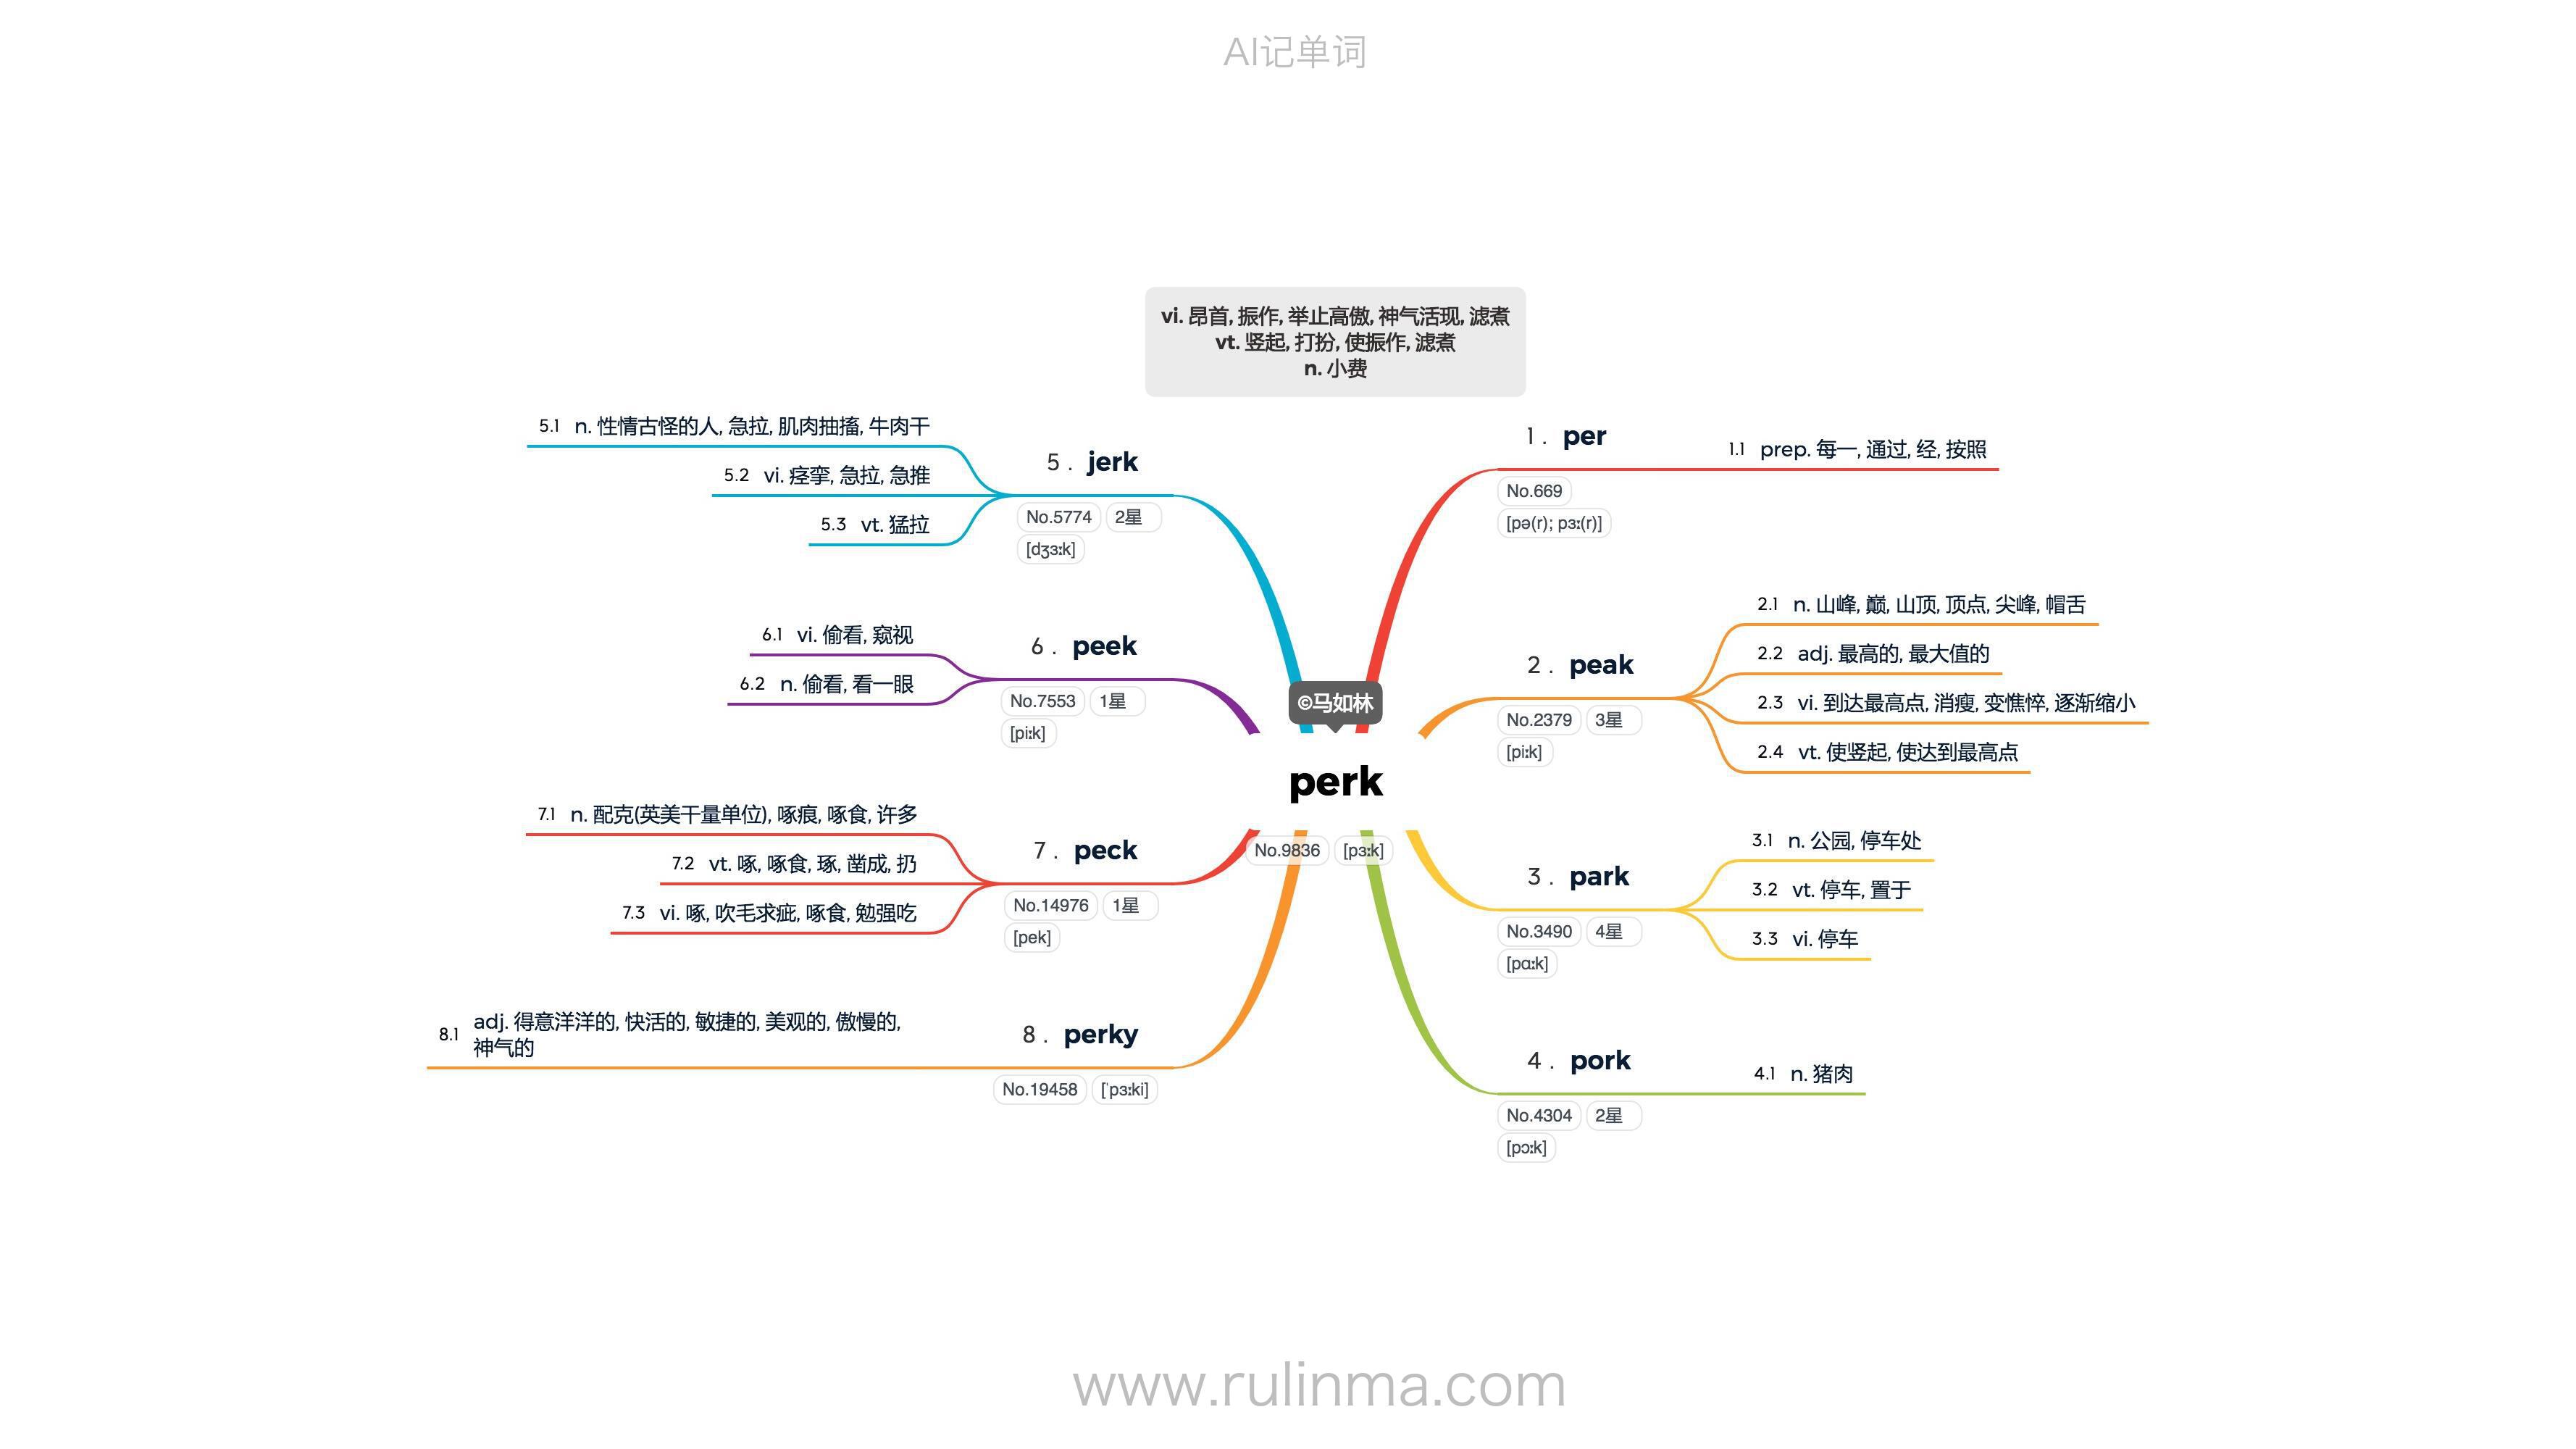 AI记单词
vi. 昂首, 振作, 举止高傲, 神气活现, 滤煮
vt. 竖起, 打扮, 使振作, 滤煮
n. 小费
©马如林
perk
No.9836 [pɜːk]
1 . per
No.669
[pə(r); pɜː(r)]
1.1 prep. 每一, 通过, 经, 按照
2 . peak
No.2379 3星
[piːk]
2.1 n. 山峰, 巅, 山顶, 顶点, 尖峰, 帽舌
2.2 adj. 最高的, 最大值的
2.3 vi. 到达最高点, 消瘦, 变憔悴, 逐渐缩小
2.4 vt. 使竖起, 使达到最高点
3 . park
No.3490 4星
[pɑːk]
3.1 n. 公园, 停车处
3.2 vt. 停车, 置于
3.3 vi. 停车
4 . pork
No.4304 2星
[pɔːk]
4.1 n. 猪肉
5 . jerk
No.5774 2星
[dʒɜːk]
5.1 n. 性情古怪的人, 急拉, 肌肉抽搐, 牛肉干
5.2 vi. 痉挛, 急拉, 急推
5.3 vt. 猛拉
6 . peek
No.7553 1星
[piːk]
6.1 vi. 偷看, 窥视
6.2 n. 偷看, 看一眼
7 . peck
No.14976 1星
[pek]
7.1 n. 配克(英美干量单位), 啄痕, 啄食, 许多
7.2 vt. 啄, 啄食, 琢, 凿成, 扔
7.3 vi. 啄, 吹毛求疵, 啄食, 勉强吃
8 . perky
No.19458 [ˈpɜːki]
8.1 adj. 得意洋洋的, 快活的, 敏捷的, 美观的, 傲慢的,
神气的
www.rulinma.com